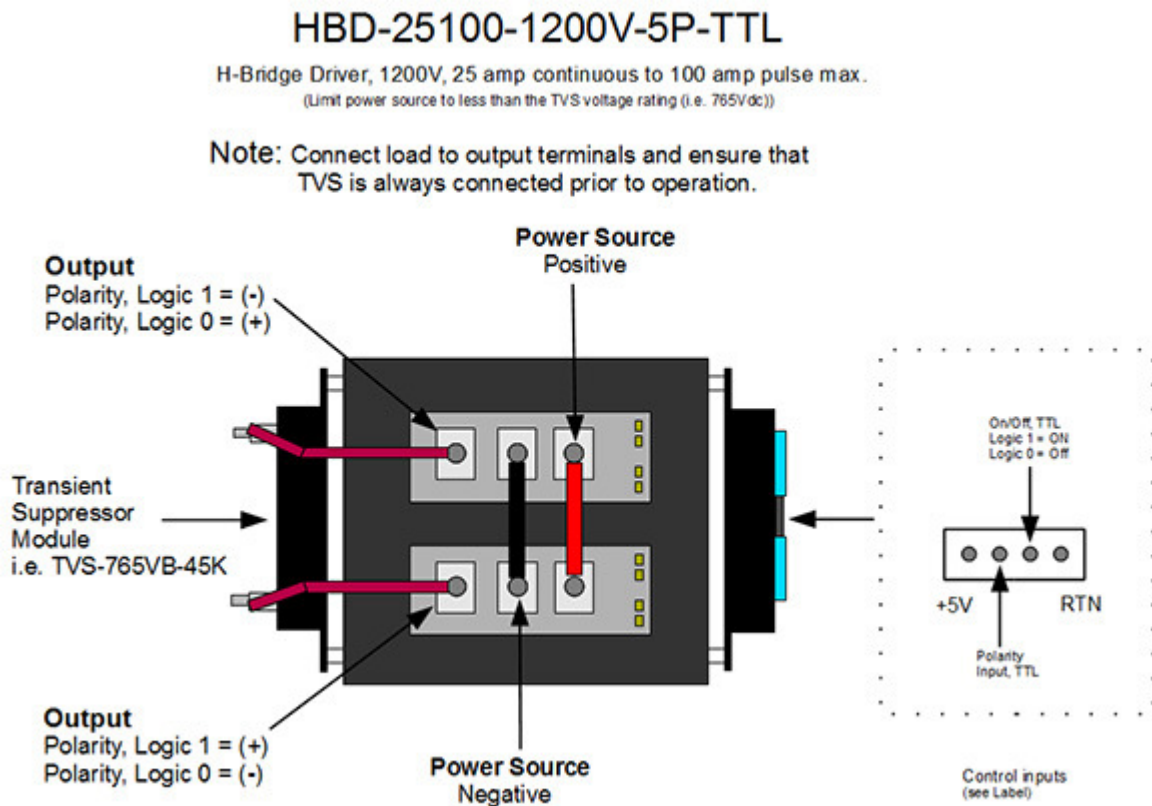 HBD-25100-1200V-5P-TTL
H-Bridge Driver, 1200V, 25 amp continuous to 100 amp pulse max.
(Limit power source to less than the TVS voltage rating (i.e. 765Vdc))
Note: Connect load to output terminals and ensure that
TVS is always connected prior to operation.
Power Source
Positive
Output
Polarity, Logic 1 = (-)
Polarity, Logic 0 = (+)
Transient
Suppressor
Module
i.e. TVS-765VB-45K
On/Off, TTL
Logic 1 = ON
Logic 0 = Off
+5V RTN
Polarity
Input, TTL
Output
Polarity, Logic 1 = (+)
Polarity, Logic 0 = (-)
Power Source
Negative
Control inputs
(see Label)